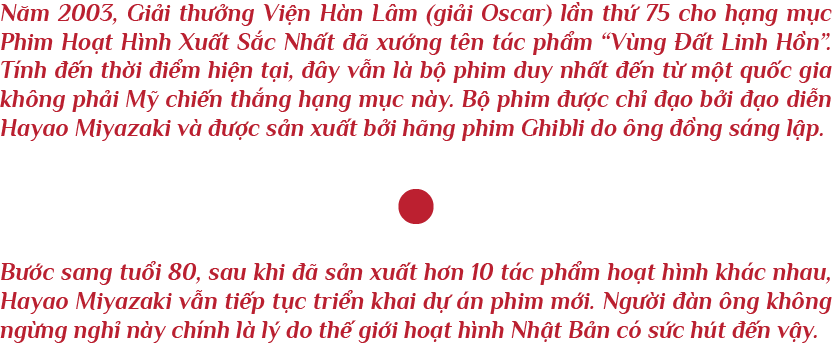 Năm 2003, Giải thưởng Viện Hàn Lâm (giải Oscar) lần thứ 75 cho hạng mục
Phim Hoạt Hình Xuất Sắc Nhất đã xướng tên tác phẩm “Vùng Đất Linh Hồn”.
Tính đến thời điểm hiện tại, đây vẫn là bộ phim duy nhất đến từ một quốc gia
không phải Mỹ chiến thắng hạng mục này. Bộ phim được chỉ đạo bởi đạo diễn
Hayao Miyazaki và được sản xuất bởi hãng phim Ghibli do ông đồng sáng lập.
Bước sang tuổi 80, sau khi đã sản xuất hơn 10 tác phẩm hoạt hình khác nhau,
Hayao Miyazaki vẫn tiếp tục triển khai dự án phim mới. Người đàn ông không
ngừng nghỉ này chính là lý do thế giới hoạt hình Nhật Bản có sức hút đến vậy.